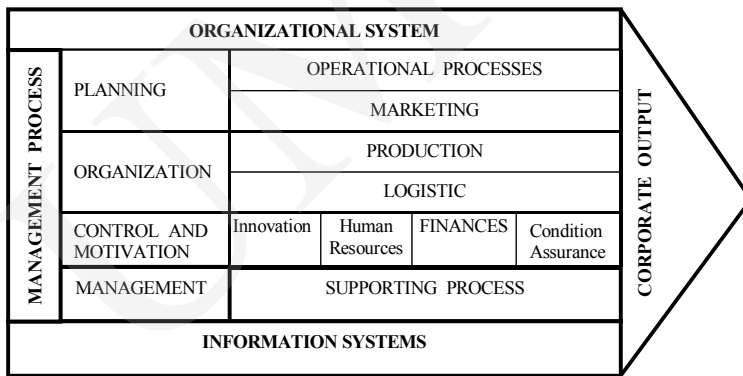 ORGANIZATIONAL SYSTEM
MANAGEMENT PROCESS
PLANNING
OPERATIONAL PROCESSES
MARKETING
ORGANIZATION
PRODUCTION
LOGISTIC
CONTROL AND
MOTIVATION
Innovation
Human
Resources
FINANCES
Condition
Assurance
MANAGEMENT
SUPPORTING PROCESS
INFORMATION SYSTEMS
CORPORATE OUTPUT